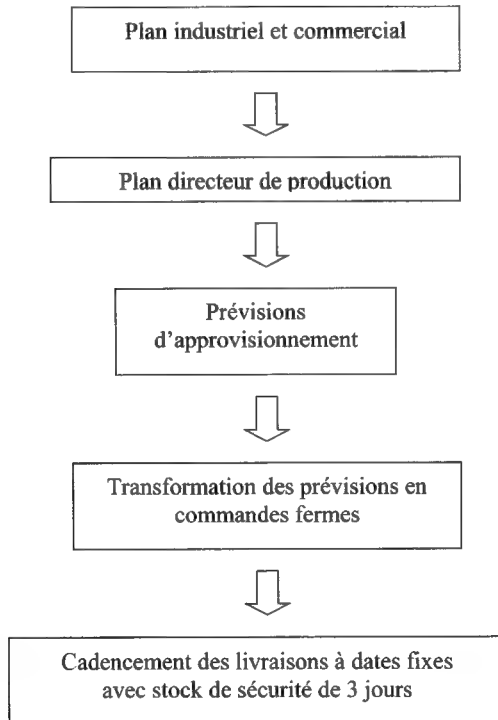 Plan industriel et commercial
Plan directeur de production
Prévisions
d'approvisionnement
Transformation des prévisions en
commandes fermes
Cadencement des livraisons à dates fixes
avec stock de sécurité de 3 jours